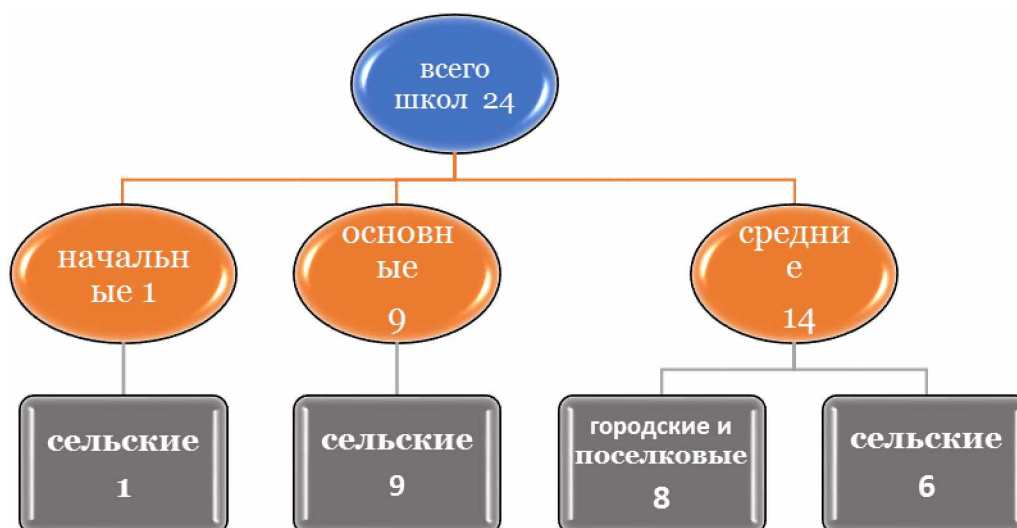 всего
школ 24
начальн
ые 1
основн
ые
9
средни
е
14
сельские
1
сельские
9
городские и
поселковые
8
сельские
6